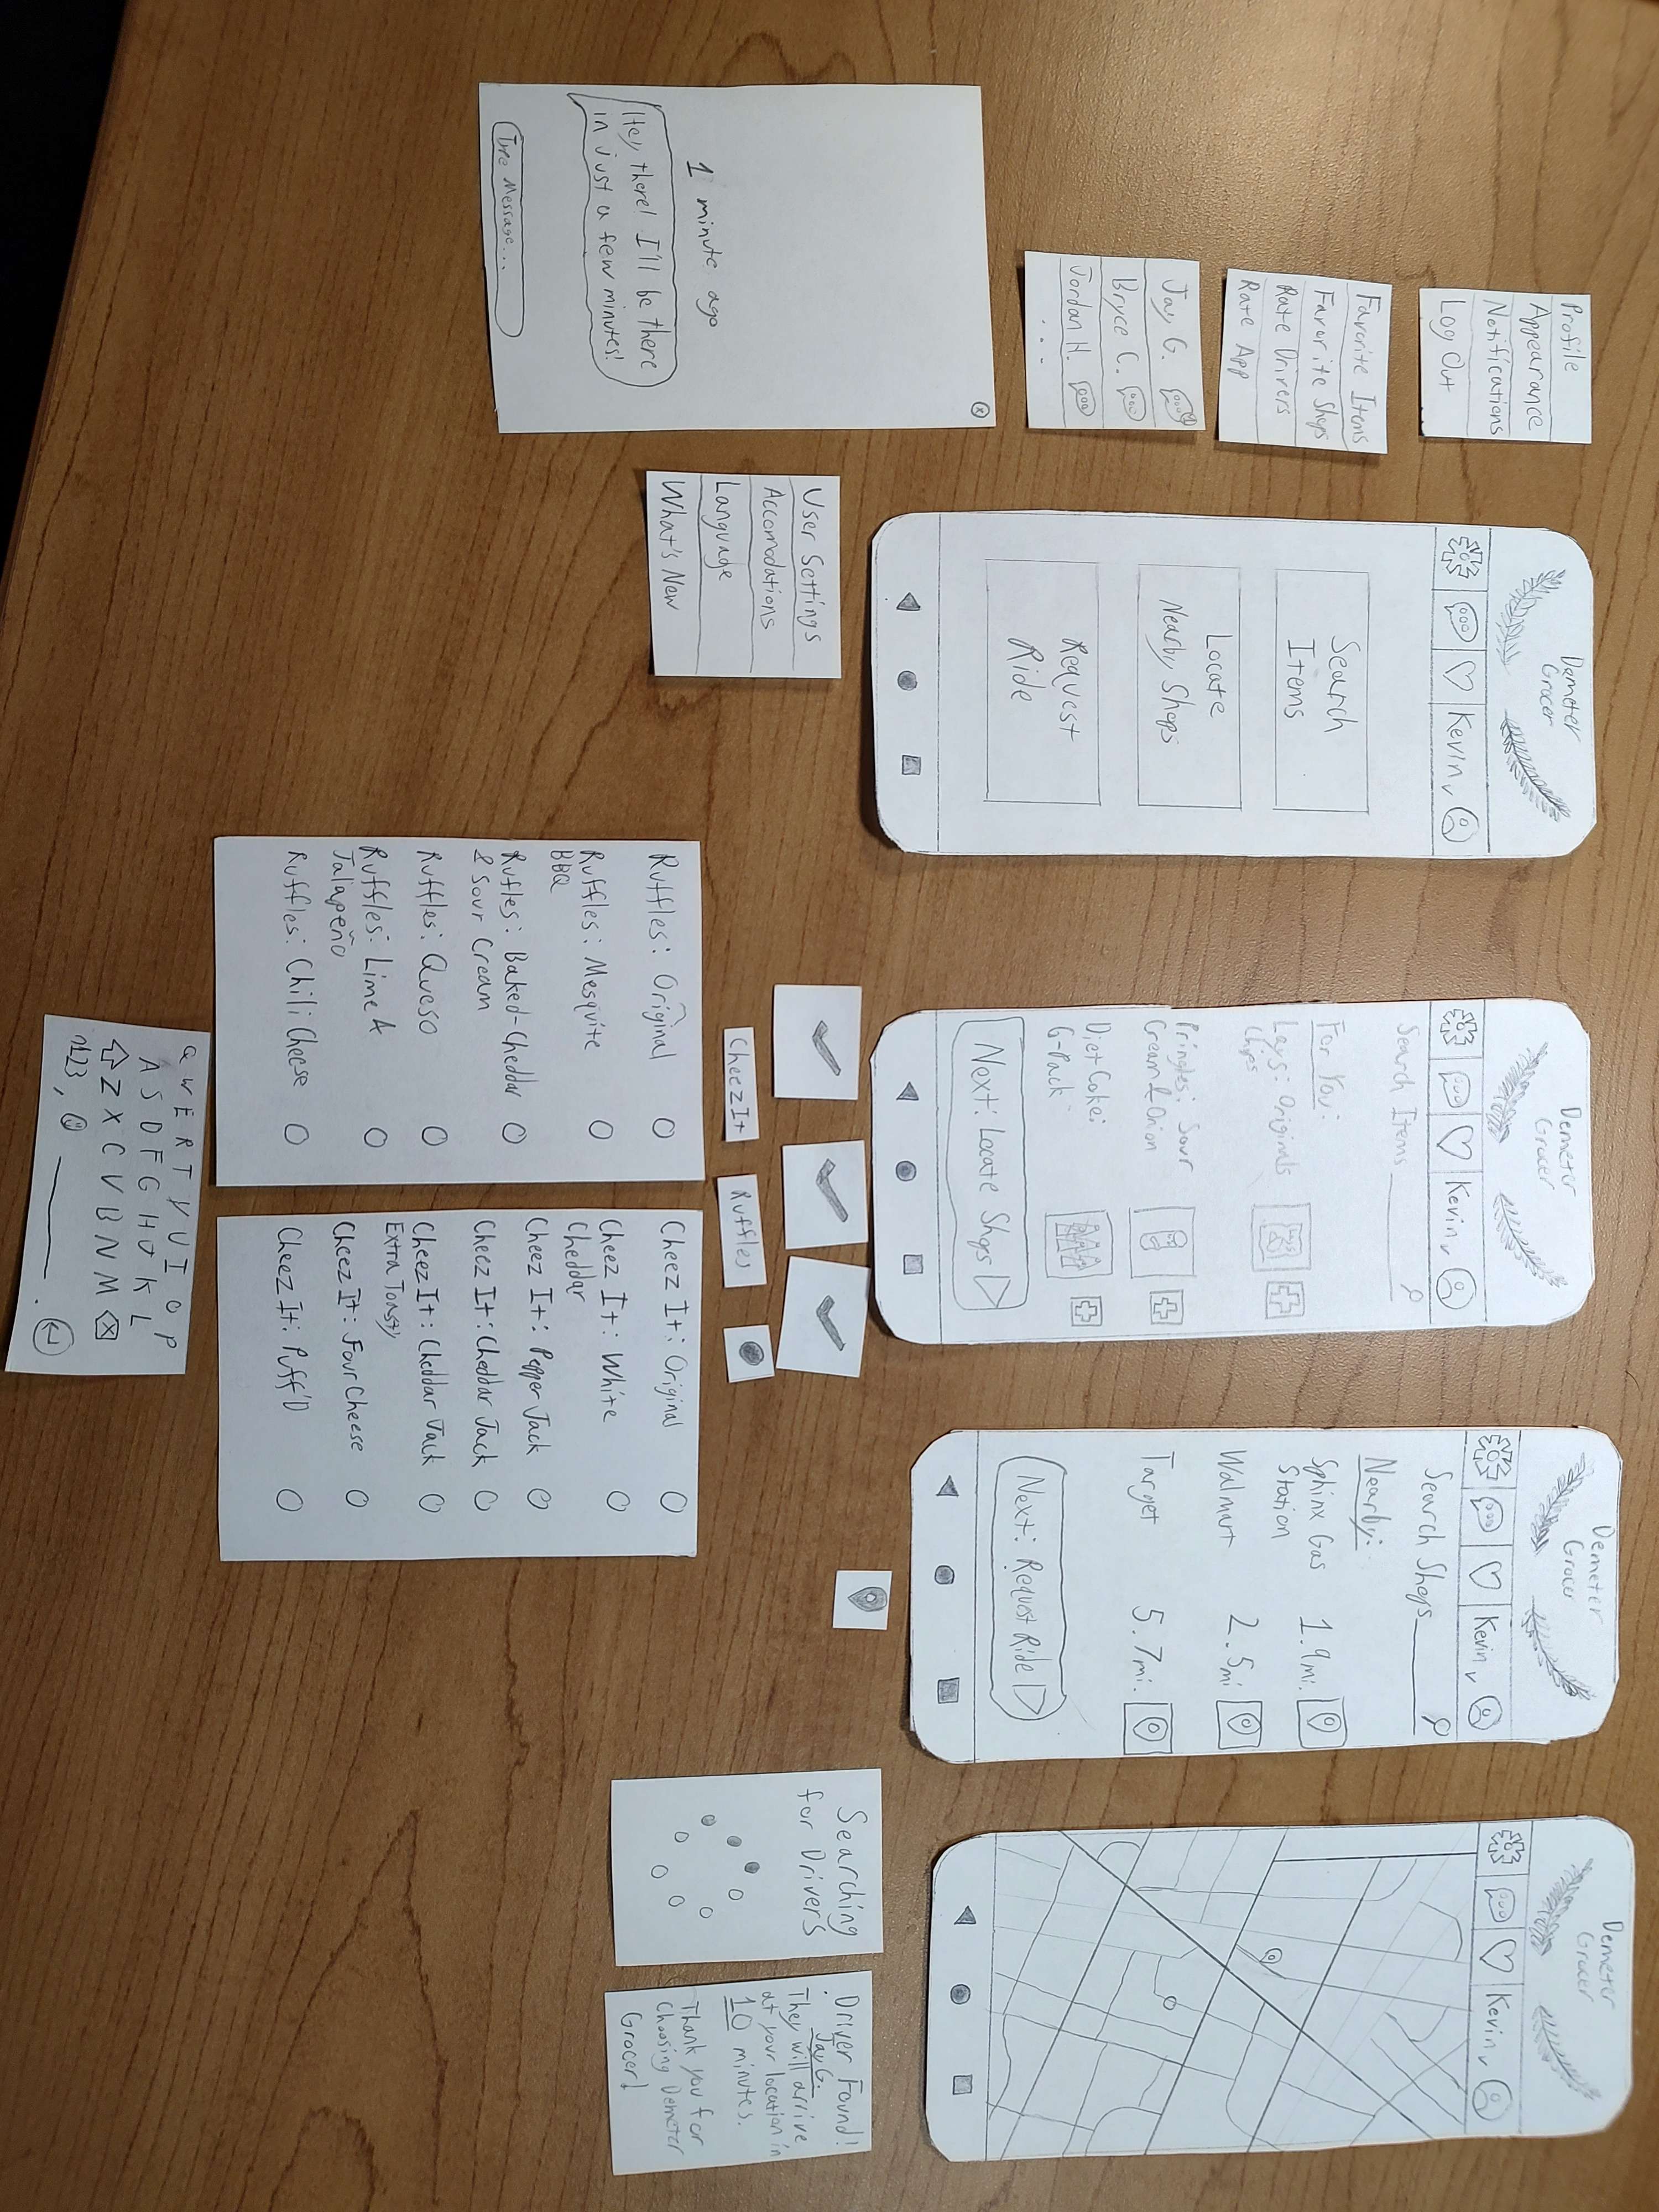 Profile
Appearance
Notifications
Log Out
Favorite Items
Favorite Shops
Rate Drivers
Rate App
Jay G.
Bryce C.
Jordan H.
...
1 minute ago
Hey there! I'll be there
in just a few minutes!
Type Message...
User Settings
Accomodations
Language
What's New
Demeter
Grocer
Kevin
Search
Items
Locate
Nearby Shops
Request
Ride
Demeter
Grocer
Kevin
Search Items
For You:
Lays: Originals
Chips
Pringles: Sour
Cream & Onion
Diet Coke:
6-Pack
Next: Locate Shops
Demeter
Grocer
Kevin
Search Shops
Nearby:
Sphinx Gas
Station
1.9mi.
Walmart
2.5mi
Target
5.7mi.
Next: Request Ride
Demeter
Grocer
Kevin
Cheez It
Ruffles
Ruffles: Original
Ruffles: Mesquite
BBQ
Rufles: Baked-Cheddar
& Sour Cream
Ruffles: Queso
Ruffles: Lime &
Jalapeño
Ruffles: Chili Cheese
Cheez It: Original
Cheez It: White
Cheddar
Cheez It: Pepper Jack
Cheez It: Cheddar Jack
Cheez It: Cheddar Jack
Extra Toasty
Cheez It: Four Cheese
Cheez It: Puff'D
Q W E R T Y U I O P
A S D F G H J K L
Z X C V B N M
n123, .
Searching
for Drivers
Driver Found!
Jay G.
They will arrive
at your location in
10 minutes.
Thank you for
choosing Demeter
Grocer!